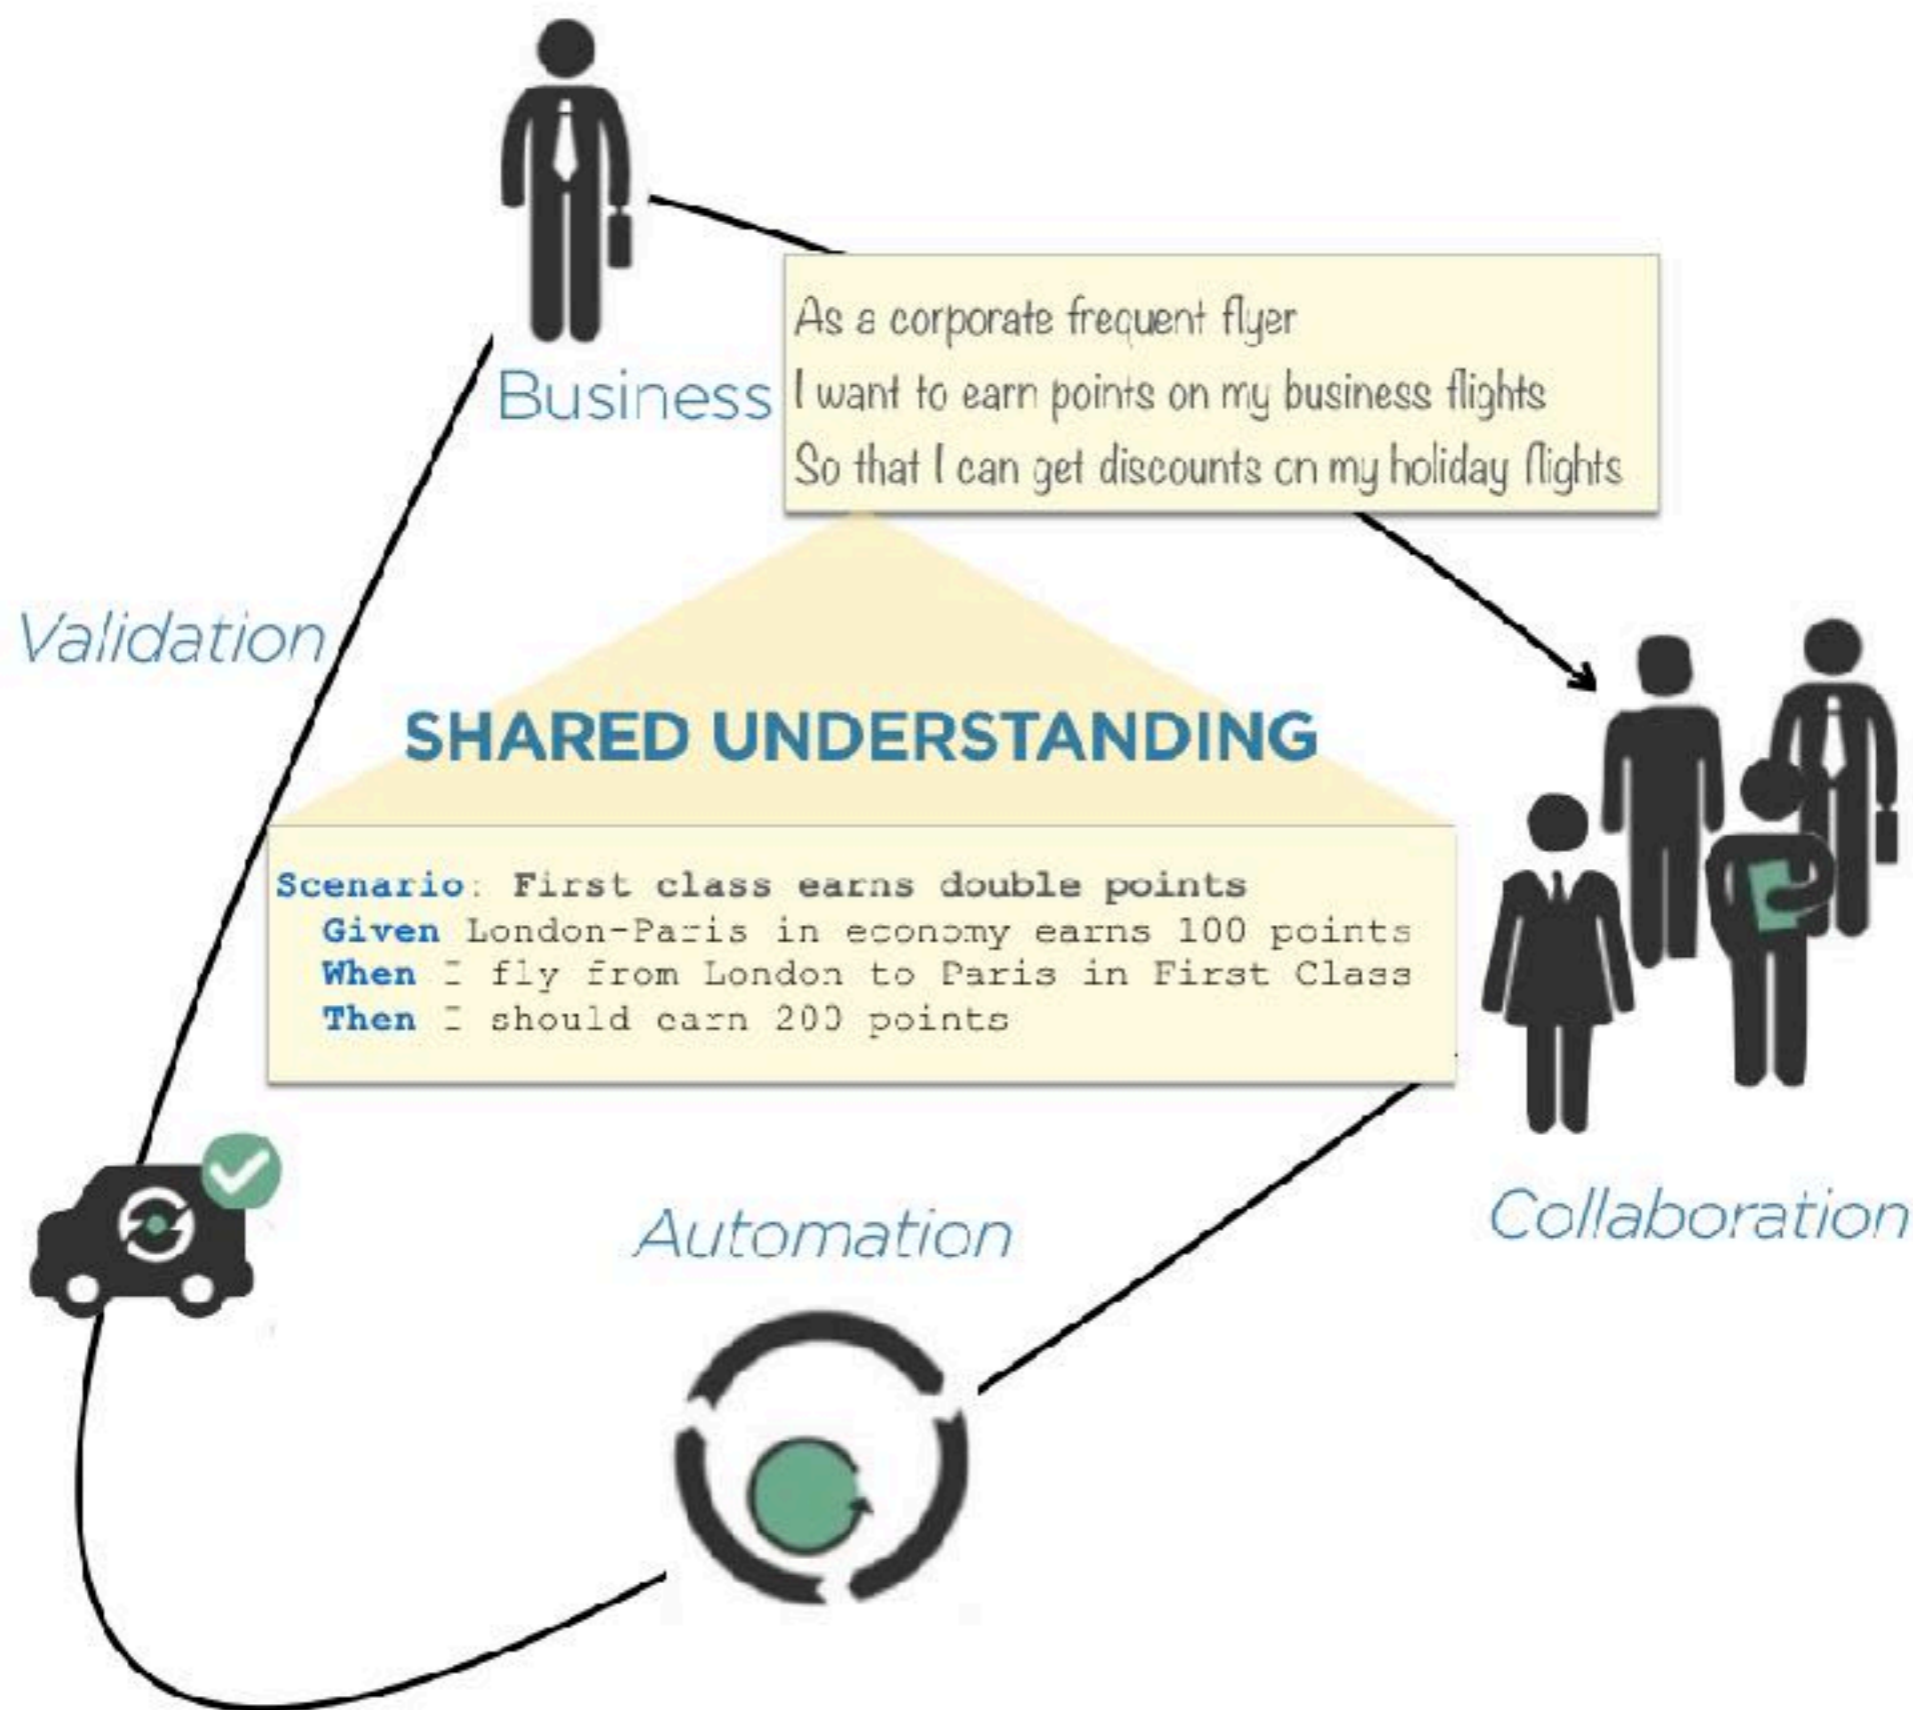 Business
As a corporate frequent flyer
I want to earn points on my business flights
So that I can get discounts on my holiday flights
Validation
SHARED UNDERSTANDING
Scenario: First class earns double points
Given London-Paris in economy earns 100 points
When I fly from London to Paris in First Class
Then I should earn 200 points
Automation
Collaboration